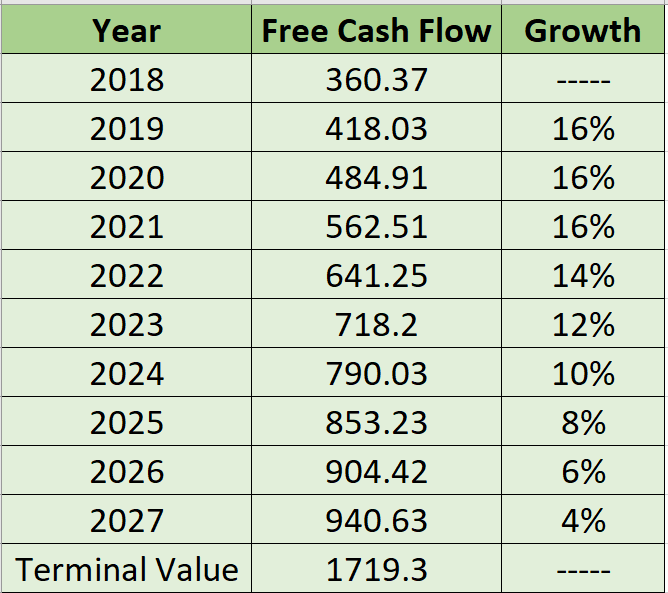 Year Free Cash Flow Growth
2018 360.37 -----
2019 418.03 16%
2020 484.91 16%
2021 562.51 16%
2022 641.25 14%
2023 718.2 12%
2024 790.03 10%
2025 853.23 8%
2026 904.42 6%
2027 940.63 4%
Terminal Value 1719.3 -----